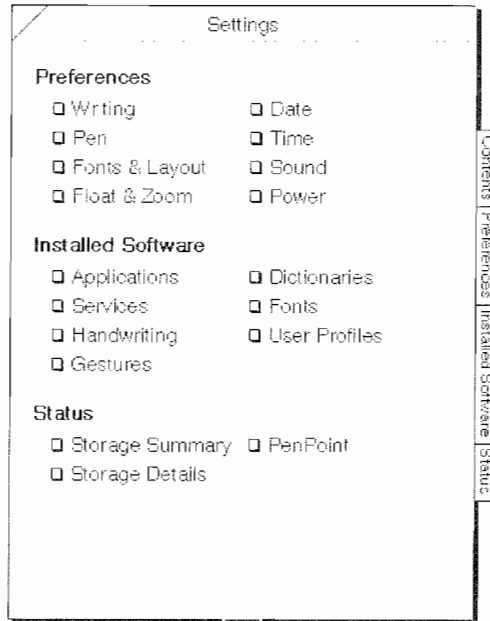 Settings
Preferences
Writing
Date
Pen
Time
Fonts & Layout
Sound
Float & Zoom
Power
Installed Software
Applications
Dictionaries
Services
Fonts
Handwriting
User Profiles
Gestures
Status
Storage Summary
PenPoint
Storage Details
Contents
Preferences
Installed Software
Status